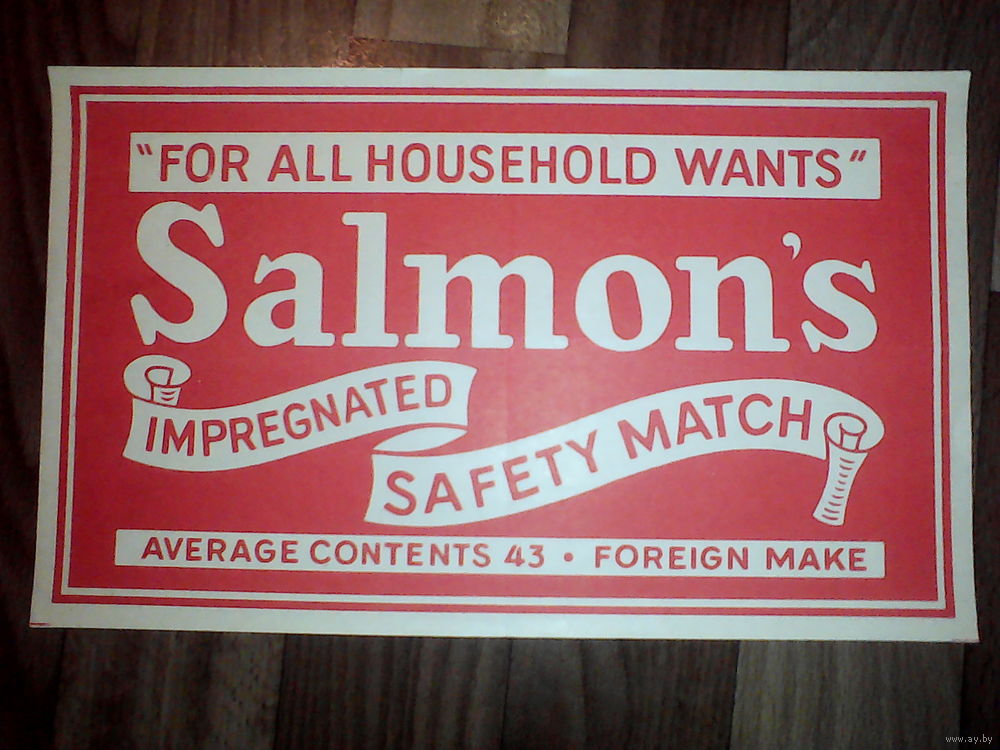 "FOR ALL HOUSEHOLD WANTS"
Salmon's
IMPREGNATED
SAFETY MATCH
AVERAGE CONTENTS 43 • FOREIGN MAKE
www.ay.by